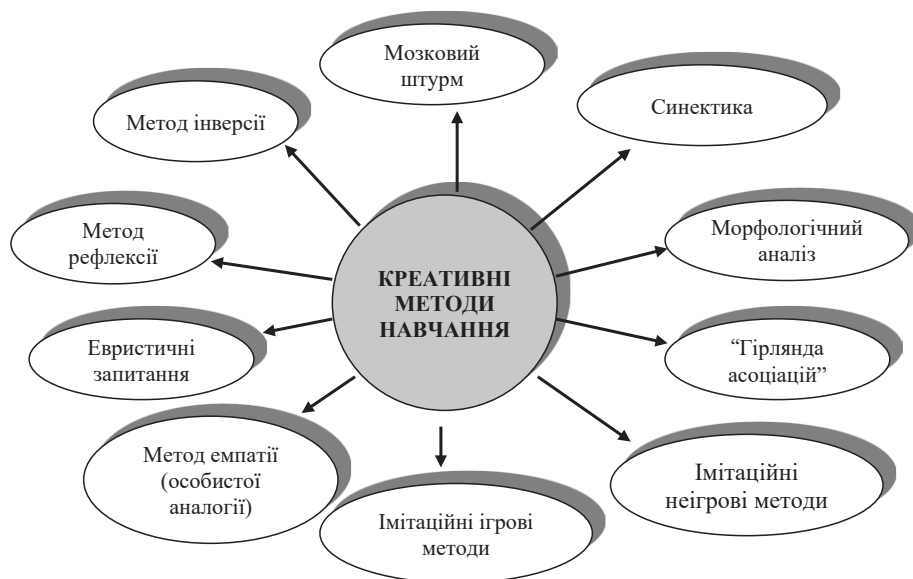 Мозковий
штурм
Синектика
Метод інверсії
Метод
рефлексії
Морфологічний
аналіз
КРЕАТИВНІ
МЕТОДИ
НАВЧАННЯ
Евристичні
запитання
“Гірлянда
асоціацій”
Метод емпатії
(особистої
аналогії)
Імітаційні
неігрові методи
Імітаційні ігрові
методи